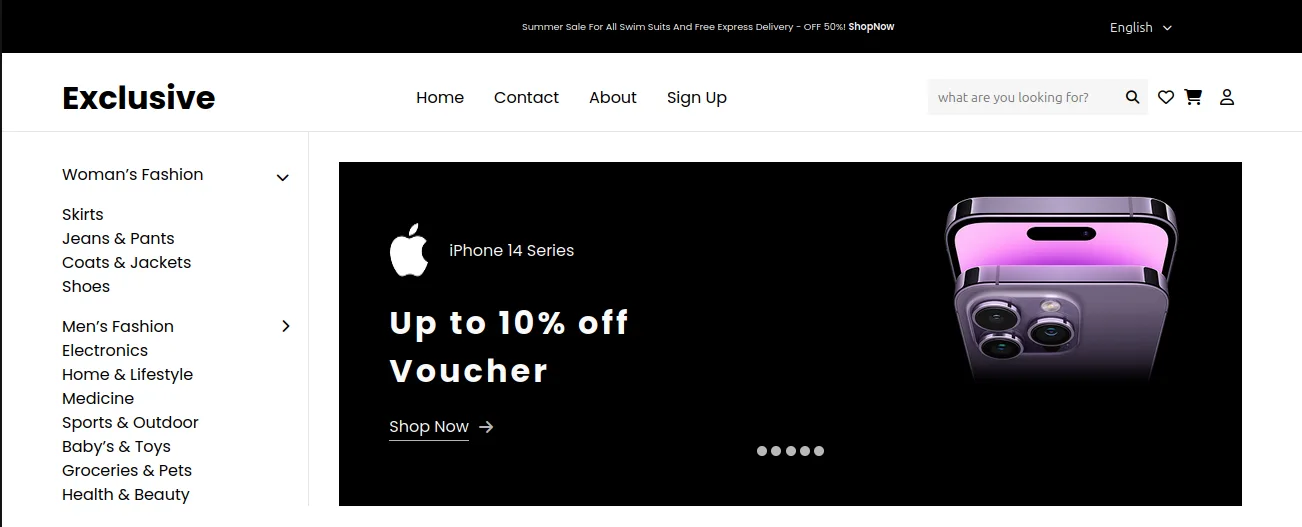 Summer Sale For All Swim Suits And Free Express Delivery - OFF 50%! ShopNow
English
Exclusive
Home
Contact
About
Sign Up
what are you looking for?
Woman’s Fashion
Skirts
Jeans & Pants
Coats & Jackets
Shoes
Men’s Fashion
Electronics
Home & Lifestyle
Medicine
Sports & Outdoor
Baby’s & Toys
Groceries & Pets
Health & Beauty
iPhone 14 Series
Up to 10% off
Voucher
Shop Now